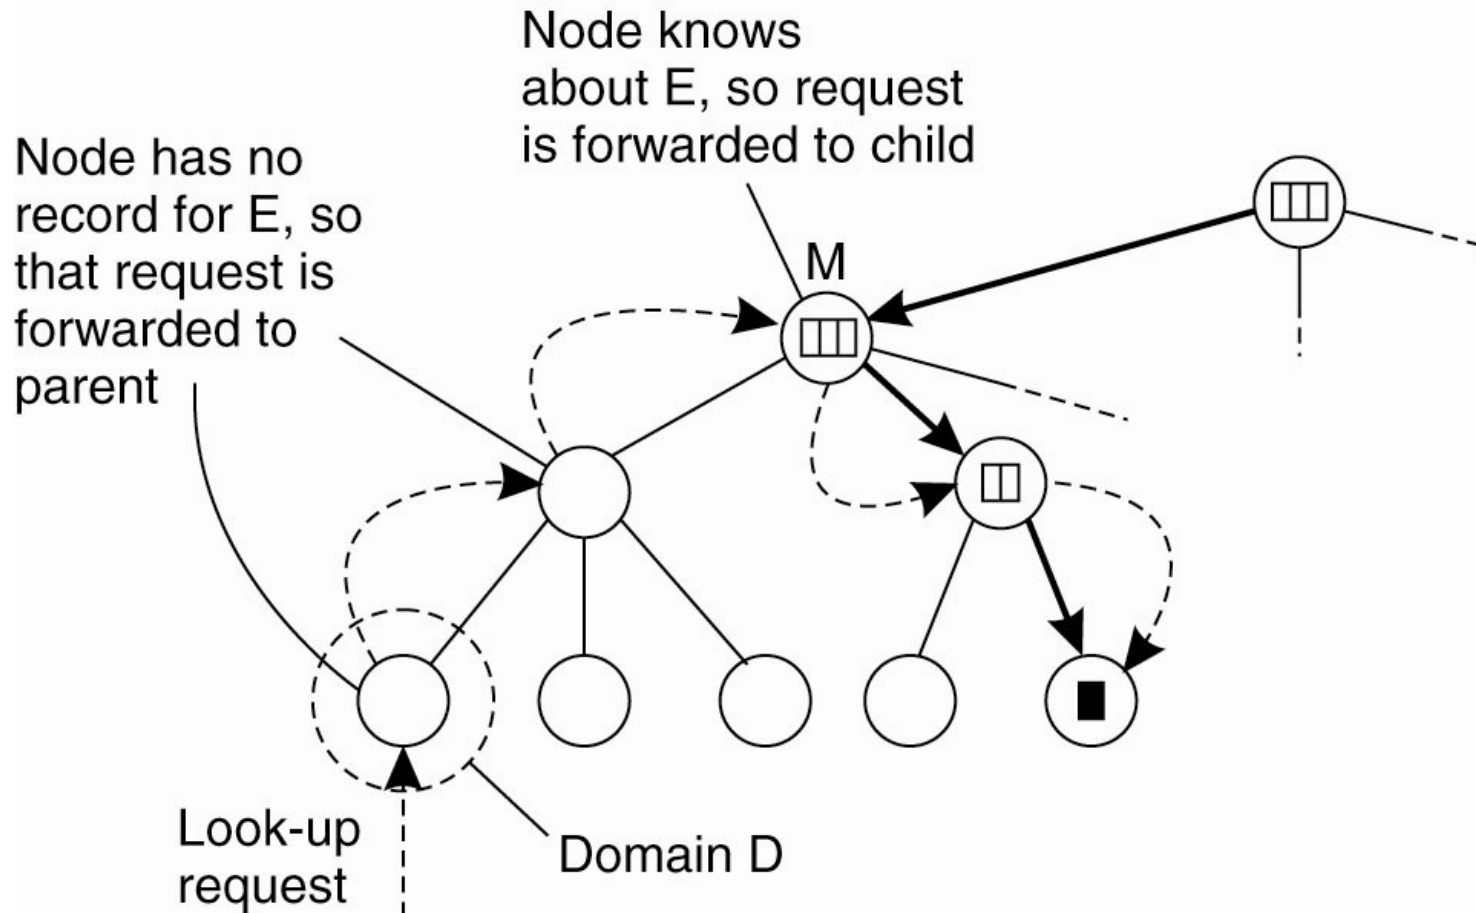 Node knows
about E, so request
is forwarded to child
Node has no
record for E, so
that request is
forwarded to
parent
M
Look-up
request
Domain D